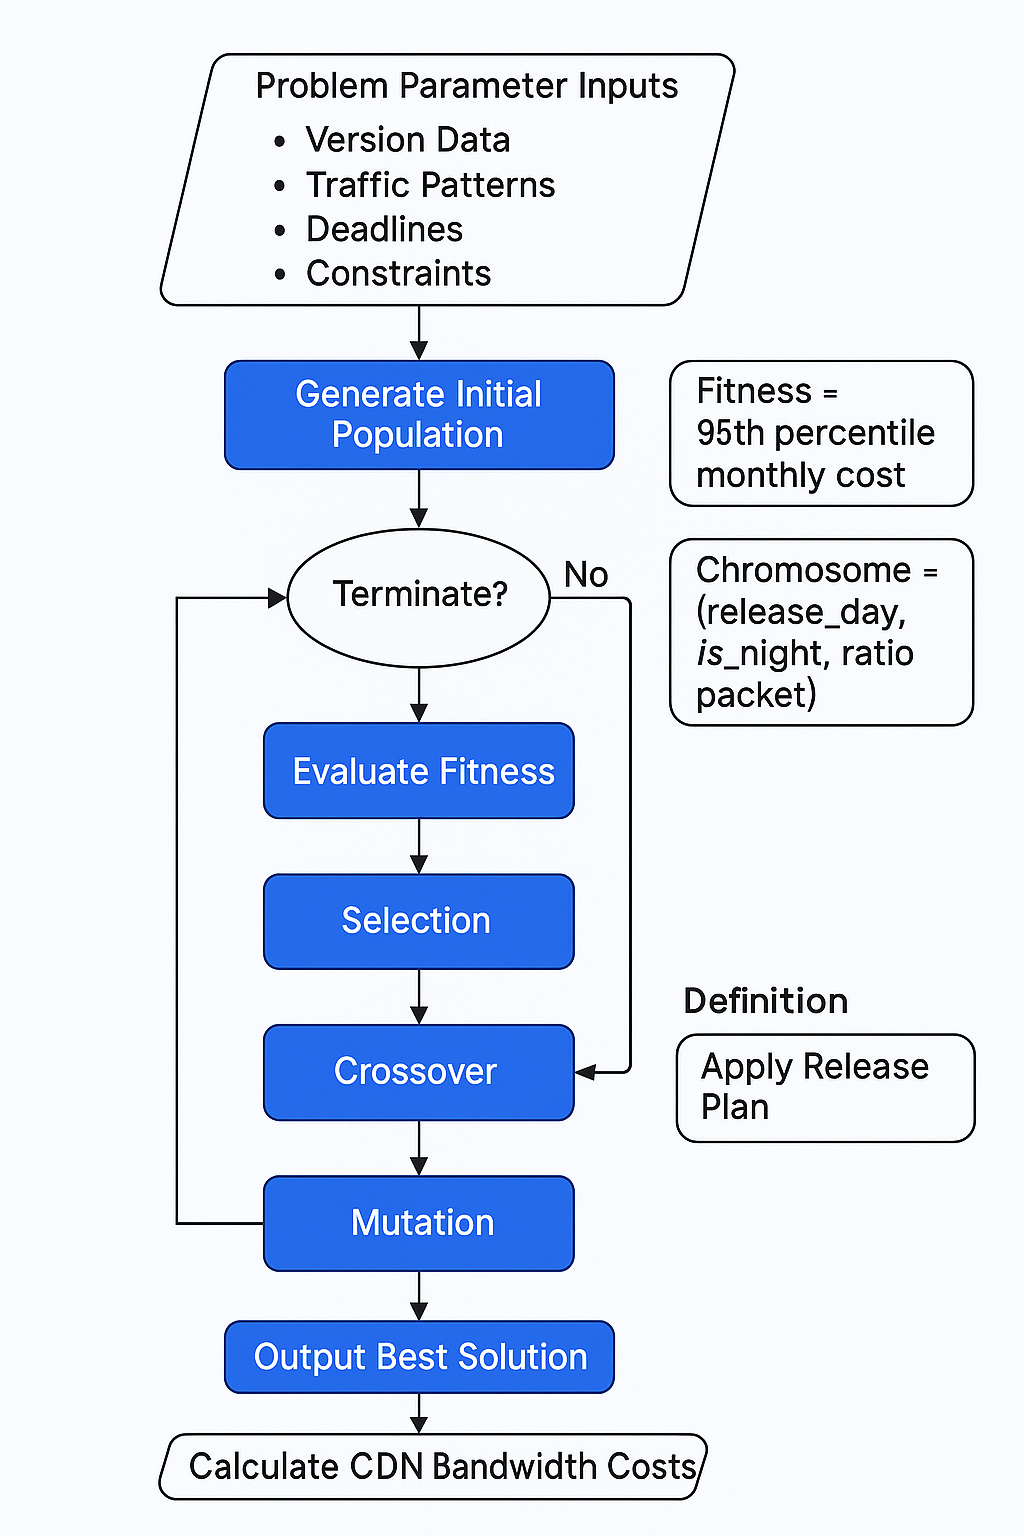 Problem Parameter Inputs
• Version Data
• Traffic Patterns
• Deadlines
• Constraints
Generate Initial
Population
Fitness =
95th percentile
monthly cost
Terminate?
No
Chromosome =
(release_day,
is_night, ratio
packet)
Evaluate Fitness
Selection
Crossover
Definition
Apply Release
Plan
Mutation
Output Best Solution
Calculate CDN Bandwidth Costs